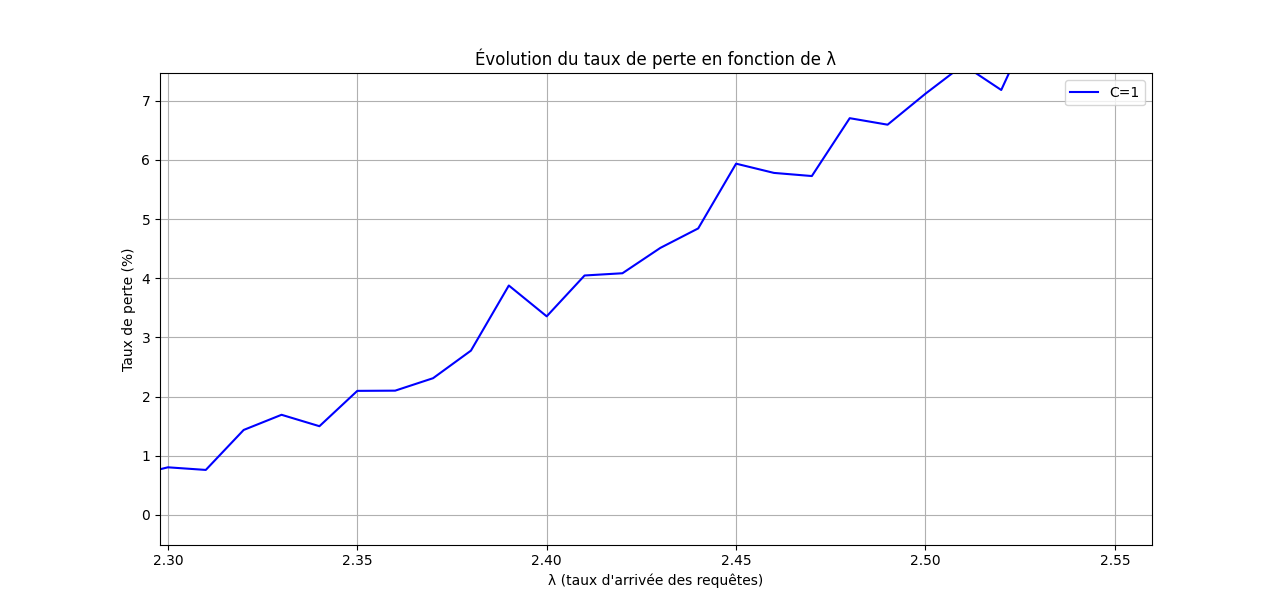 Évolution du taux de perte en fonction de λ
C=1
Taux de perte (%)
7
6
5
4
3
2
1
0
2.30 2.35 2.40 2.45 2.50 2.55
λ (taux d'arrivée des requêtes)